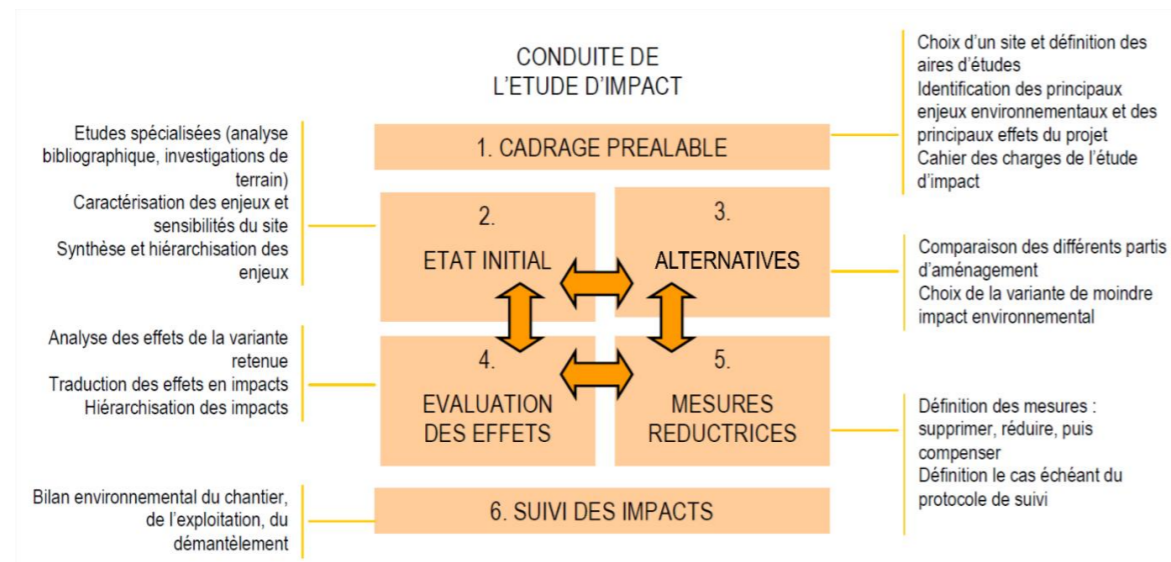 CONDUITE DE
L’ETUDE D’IMPACT
Choix d’un site et définition des
aires d’études
Identification des principaux
enjeux environnementaux et des
principaux effets du projet
Cahier des charges de l’étude
d’impact
1. CADRAGE PREALABLE
Etudes spécialisées (analyse
bibliographique, investigations de
terrain)
Caractérisation des enjeux et
sensibilités du site
Synthèse et hiérarchisation des
enjeux
2.
ETAT INITIAL
3.
ALTERNATIVES
Comparaison des différents partis
d’aménagement
Choix de la variante de moindre
impact environnemental
Analyse des effets de la variante
retenue
Traduction des effets en impacts
Hiérarchisation des impacts
4.
EVALUATION
DES EFFETS
5.
MESURES
REDUCTRICES
Définition des mesures :
supprimer, réduire, puis
compenser
Définition le cas échéant du
protocole de suivi
Bilan environnemental du chantier,
de l’exploitation, du
démantèlement
6. SUIVI DES IMPACTS